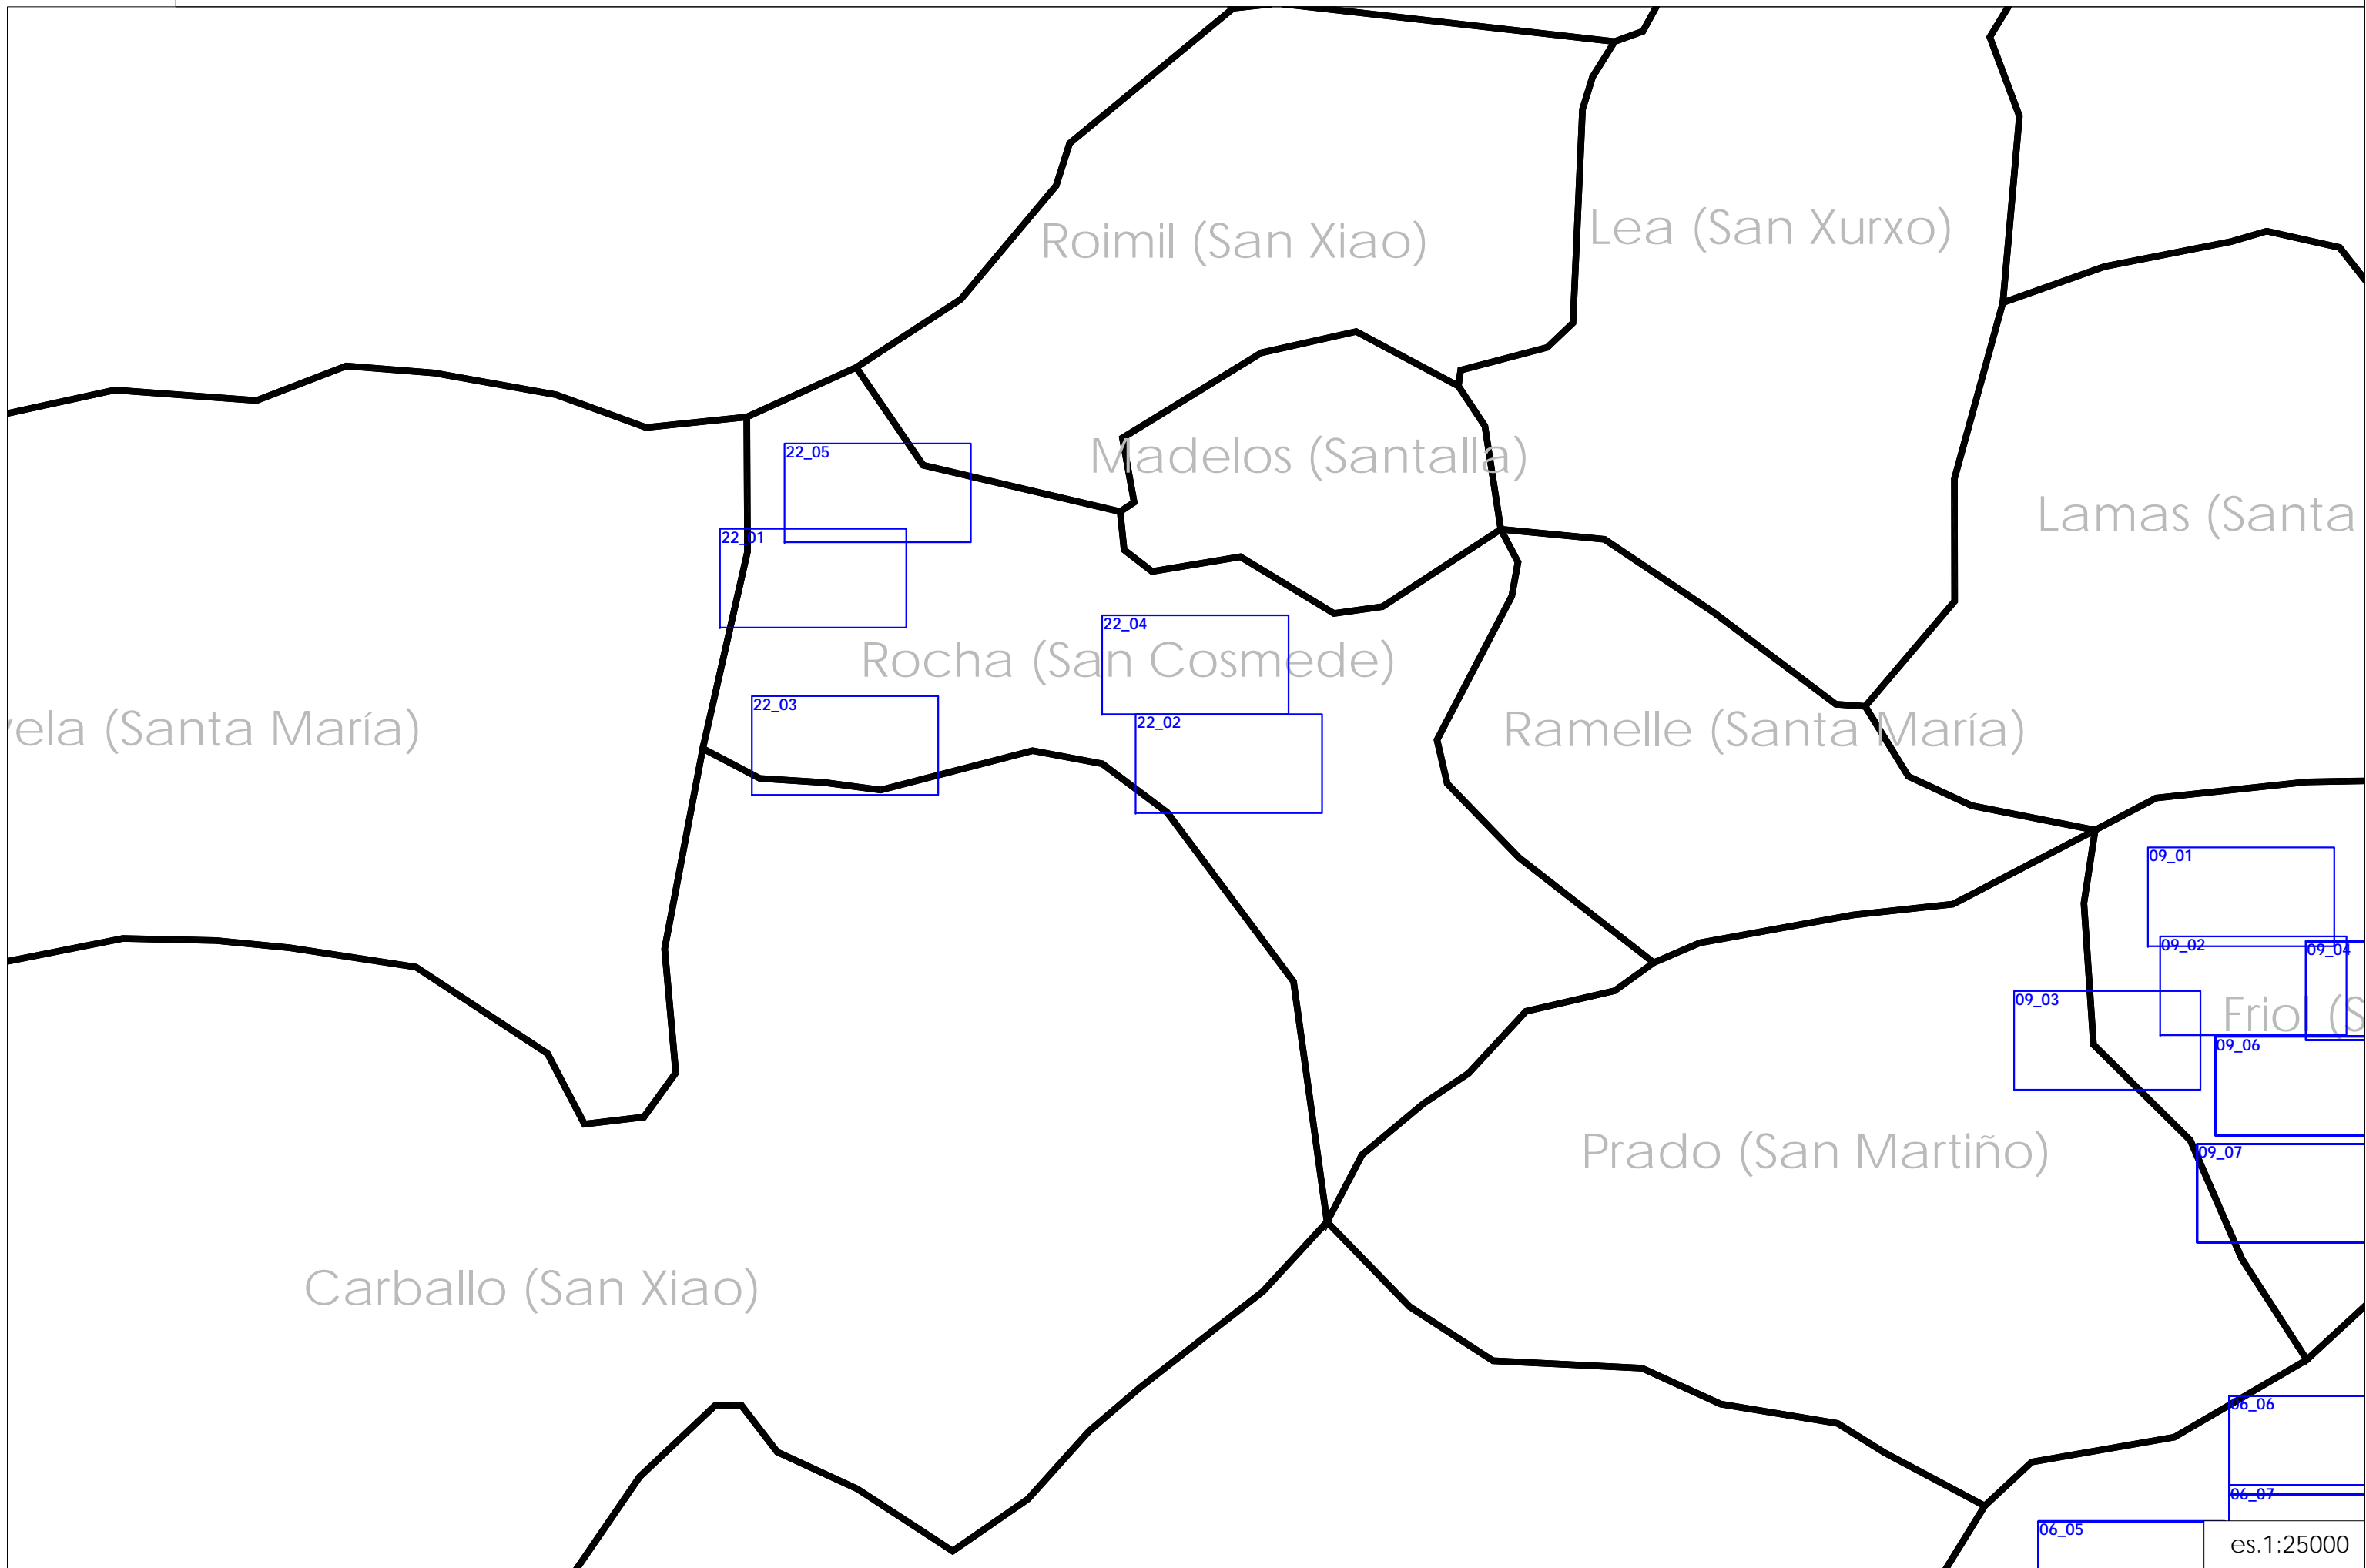 Roimil (San Xiao)
Lea (San Xurxo)
22_05
Madelos (Santalla)
Lamas (Santa
22_01
22_04
Rocha (San Cosmede)
22_03
22_02
vela (Santa María)
Ramelle (Santa María)
09_01
09_02
09_04
09_03
Friol (S
09_06
Prado (San Martiño)
09_07
Carballo (San Xiao)
06_06
06_07
06_05
es.1:25000